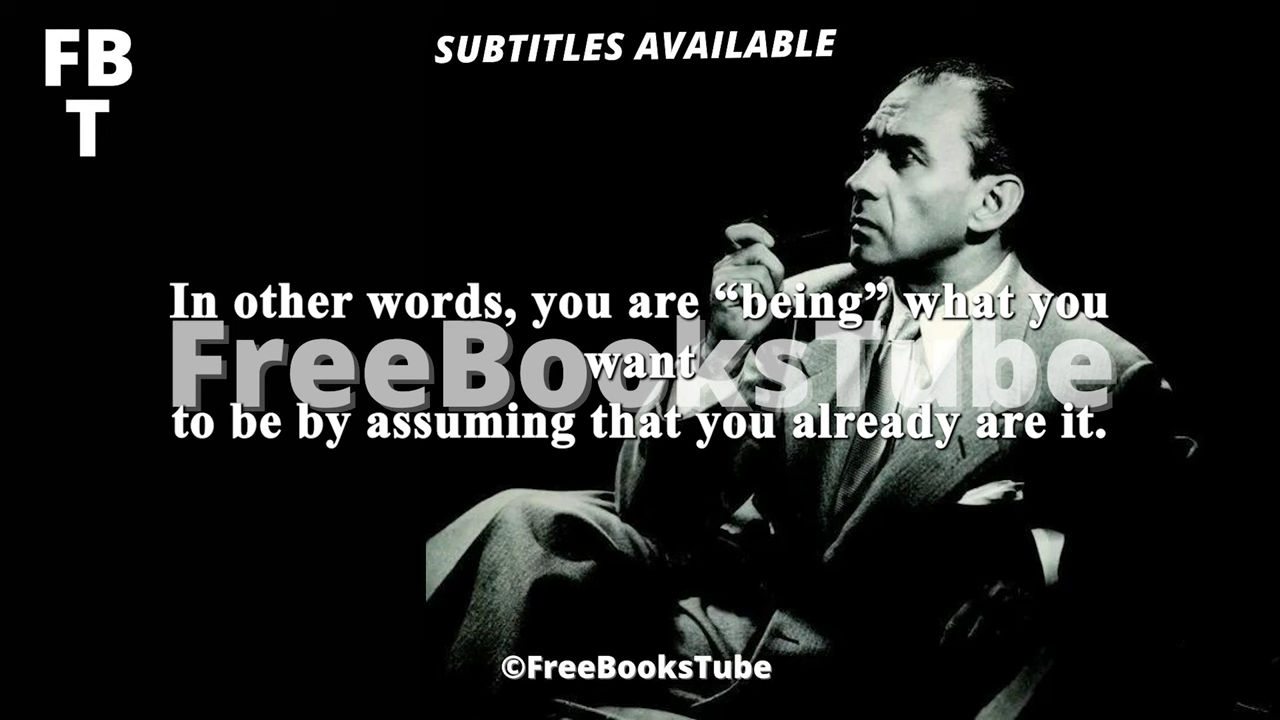 FB
T
SUBTITLES AVAILABLE
In other words, you are “being” what you
want
FreeBooksTube
to be by assuming that you already are it.
©FreeBooksTube